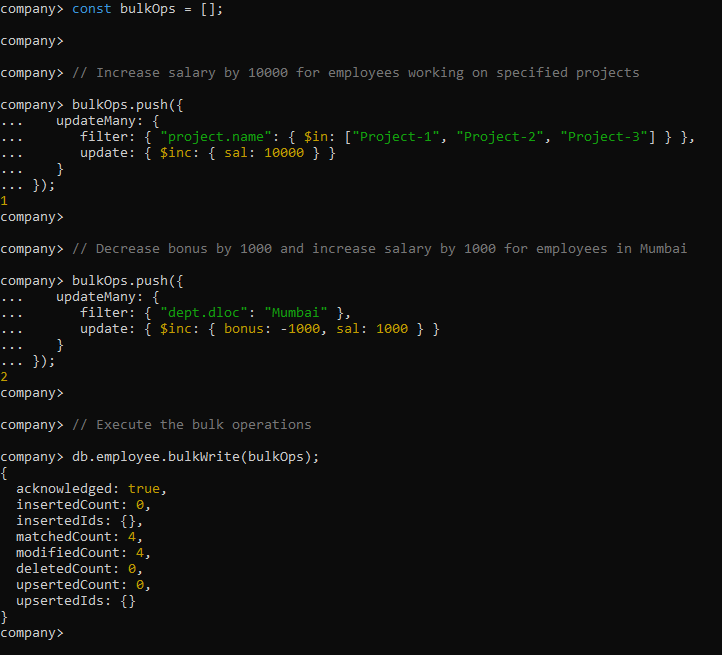 company> const bulkOps = [];
company>
company> // Increase salary by 10000 for employees working on specified projects
company> bulkOps.push({
...     updateMany: {
...        filter: { "project.name": { $in: ["Project-1", "Project-2", "Project-3"] } },
...        update: { $inc: { sal: 10000 } }
...     }
... });
1
company>
company> // Decrease bonus by 1000 and increase salary by 1000 for employees in Mumbai
company> bulkOps.push({
...     updateMany: {
...        filter: { "dept.dloc": "Mumbai" },
...        update: { $inc: { bonus: -1000, sal: 1000 } }
...     }
... });
2
company>
company> // Execute the bulk operations
company> db.employee.bulkWrite(bulkOps);
{
  acknowledged: true,
  insertedCount: 0,
  insertedIds: {},
  matchedCount: 4,
  modifiedCount: 4,
  deletedCount: 0,
  upsertedCount: 0,
  upsertedIds: {}
}
company>